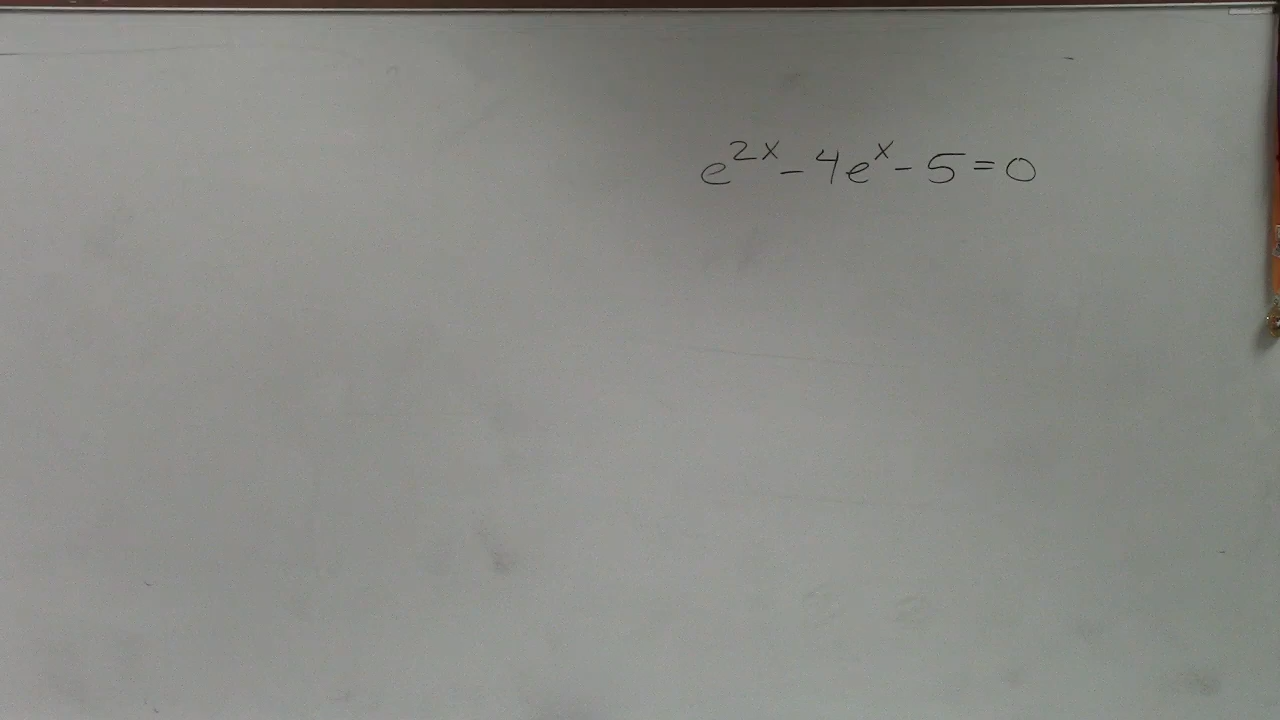 e^{2x} - 4e^x - 5 = 0